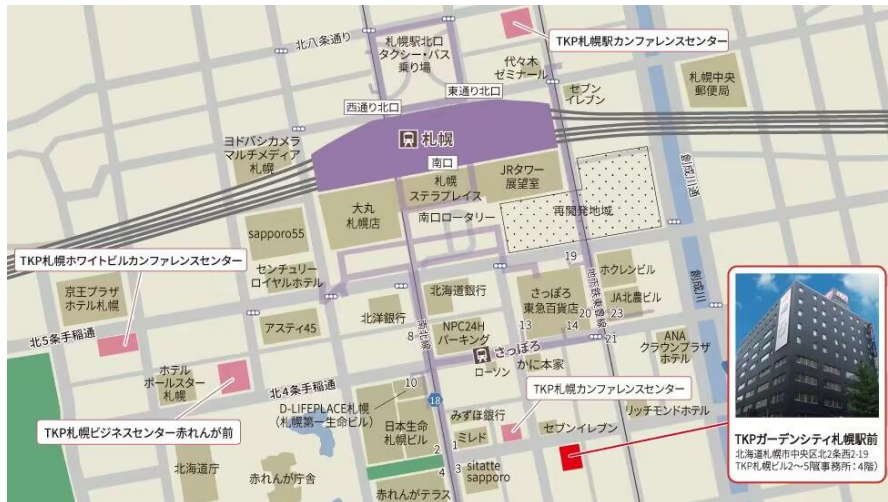 北八条通り
札幌駅北口
タクシー・バス
乗り場
TKP札幌駅カンファレンスセンター
代々木
ゼミナール
札幌中央
郵便局
セブン
イレブン
東通り北口
西通り北口
ヨドバシカメラ
マルチメディア
札幌
札幌
南口
JRタワー
展望室
札幌
ステラプレイス
大丸
札幌店
南口ロータリー
再開発地域
創成川通
sapporo55
TKP札幌ホワイトビルカンファレンスセンター
センチュリー
ロイヤルホテル
19
ホクレンビル
地下鉄東豊線
創成川
京王プラザ
ホテル札幌
北海道銀行
さっぽろ
東急百貨店
JA北農ビル
北洋銀行
アスティ45
NPC24H
パーキング
13
14
20
23
21
北5条手稲通
南北線
8
さっぽろ
ローソン
かに本家
ANA
クラウンプラザ
ホテル
ホテル
ポールスター
札幌
北4条手稲通
10
18
TKP札幌カンファレンスセンター
D-LIFEPLACE札幌
(札幌第一生命ビル)
日本生命
札幌ビル
みずほ銀行
ミレド
1
2
3
4
リッチモンドホテル
セブンイレブン
TKP札幌ビジネスセンター赤れんが前
北海道庁
赤れんが庁舎
赤れんがテラス
sitatte
sapporo
TKPガーデンシティ札幌駅前
北海道札幌市中央区北2条西2-19
TKP札幌ビル2〜5階(事務所:4階)